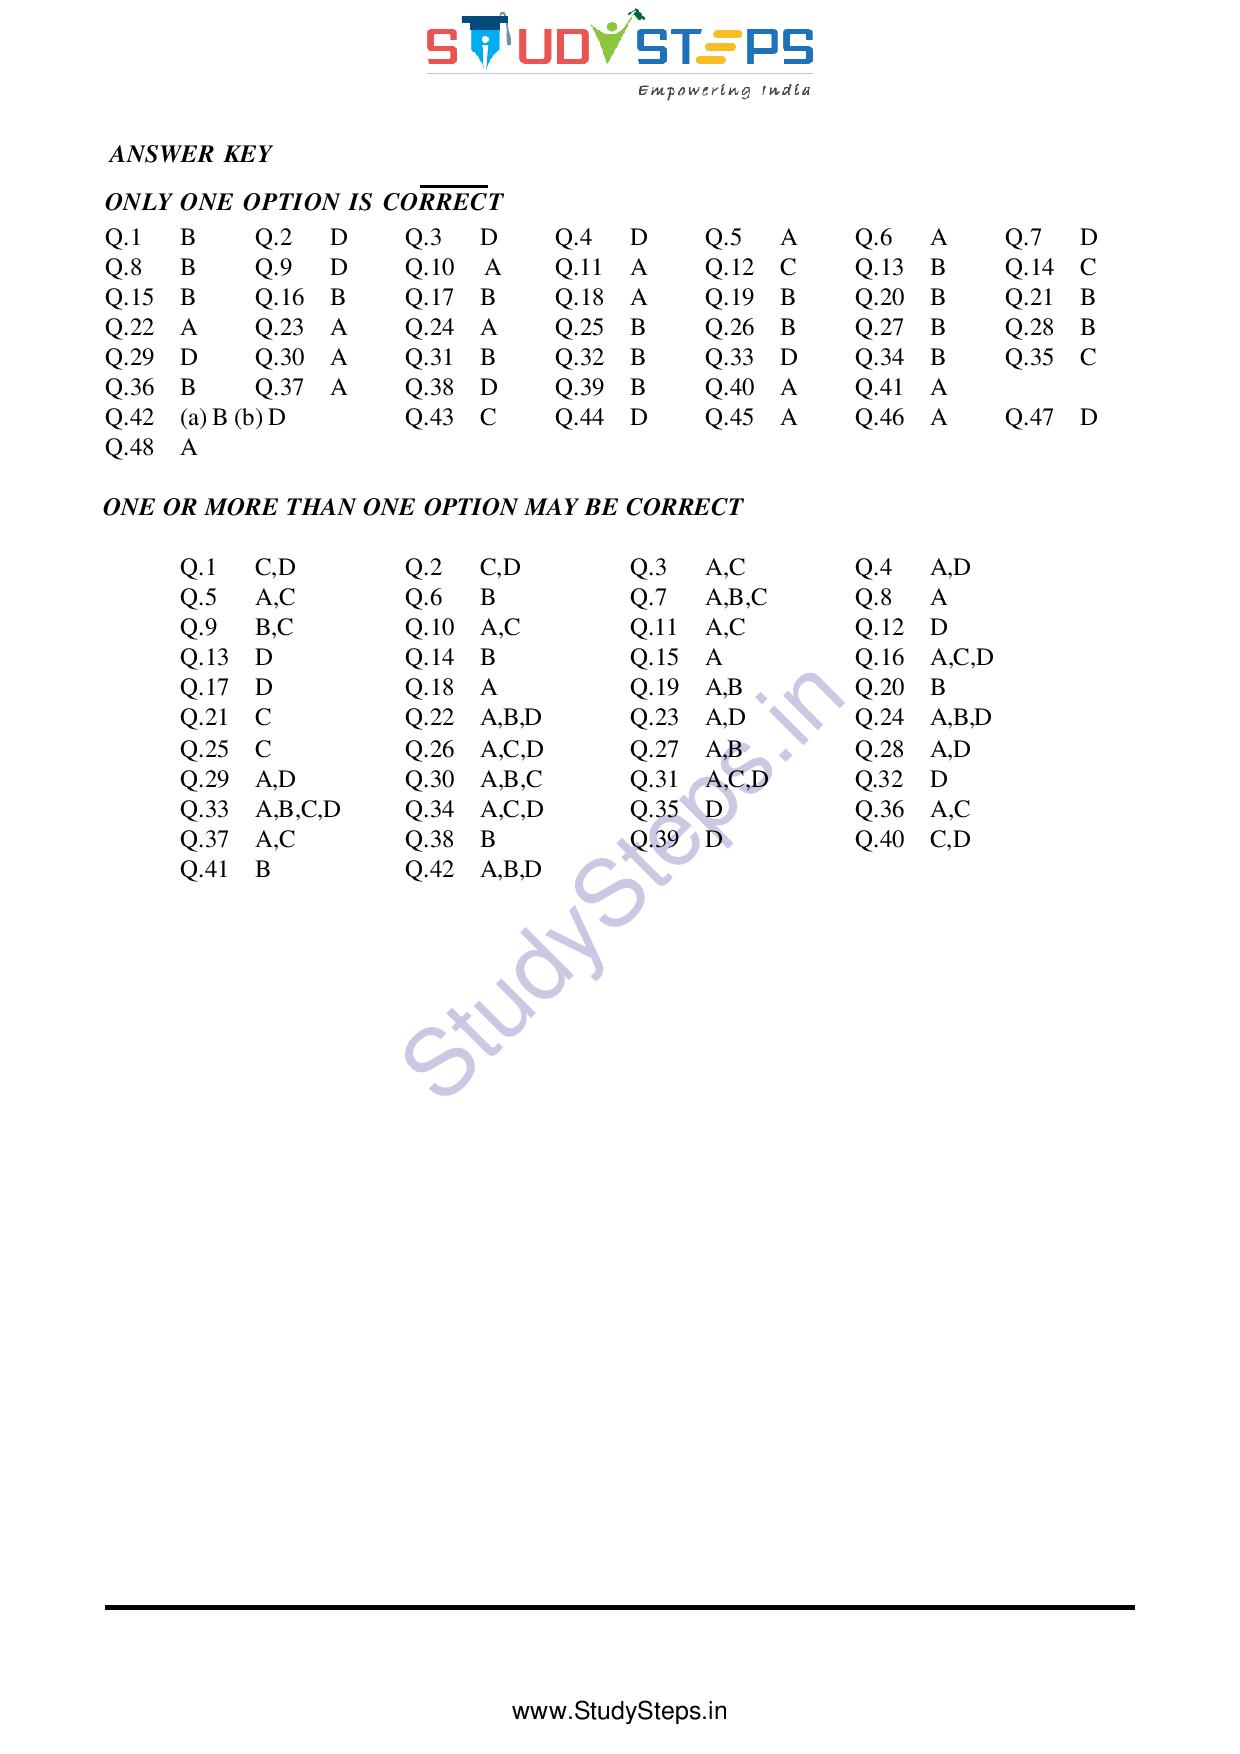 STUDYSTEPS
Empowering India
ANSWER KEY
ONLY ONE OPTION IS CORRECT
Q.1 B Q.2 D Q.3 D Q.4 D Q.5 A Q.6 A Q.7 D
Q.8 B Q.9 D Q.10 A Q.11 A Q.12 C Q.13 B Q.14 C
Q.15 B Q.16 B Q.17 B Q.18 A Q.19 B Q.20 B Q.21 B
Q.22 A Q.23 A Q.24 A Q.25 B Q.26 B Q.27 B Q.28 B
Q.29 D Q.30 A Q.31 B Q.32 B Q.33 D Q.34 B Q.35 C
Q.36 B Q.37 A Q.38 D Q.39 B Q.40 A Q.41 A
Q.42 (a) B (b) D Q.43 C Q.44 D Q.45 A Q.46 A Q.47 D
Q.48 A
ONE OR MORE THAN ONE OPTION MAY BE CORRECT
Q.1 C,D Q.2 C,D Q.3 A,C Q.4 A,D
Q.5 A,C Q.6 B Q.7 A,B,C Q.8 A
Q.9 B,C Q.10 A,C Q.11 A,C Q.12 D
Q.13 D Q.14 B Q.15 A Q.16 A,C,D
Q.17 D Q.18 A Q.19 A,B Q.20 B
Q.21 C Q.22 A,B,D Q.23 A,D Q.24 A,B,D
Q.25 C Q.26 A,C,D Q.27 A,B Q.28 A,D
Q.29 A,D Q.30 A,B,C Q.31 A,C,D Q.32 D
Q.33 A,B,C,D Q.34 A,C,D Q.35 D Q.36 A,C
Q.37 A,C Q.38 B Q.39 D Q.40 C,D
Q.41 B Q.42 A,B,D
StudySteps.in
www.StudySteps.in